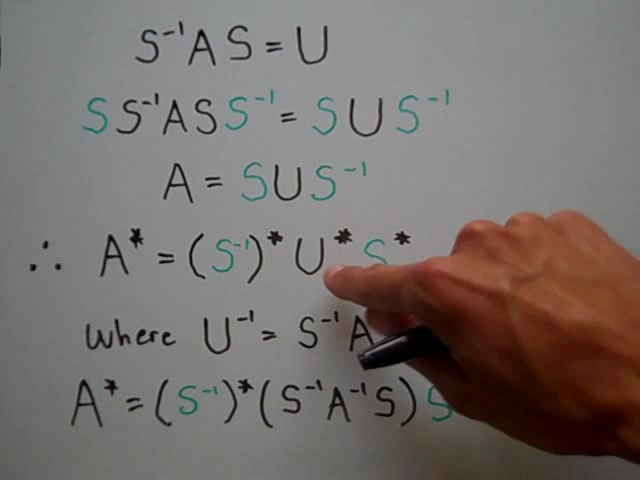 S⁻¹AS = U
SS⁻¹ASS⁻¹ = SUS⁻¹
A = SUS⁻¹
∴ A* = (S⁻¹)* U* S*
where U⁻¹ = S⁻¹A
A* = (S⁻¹)*(S⁻¹A⁻¹S) S